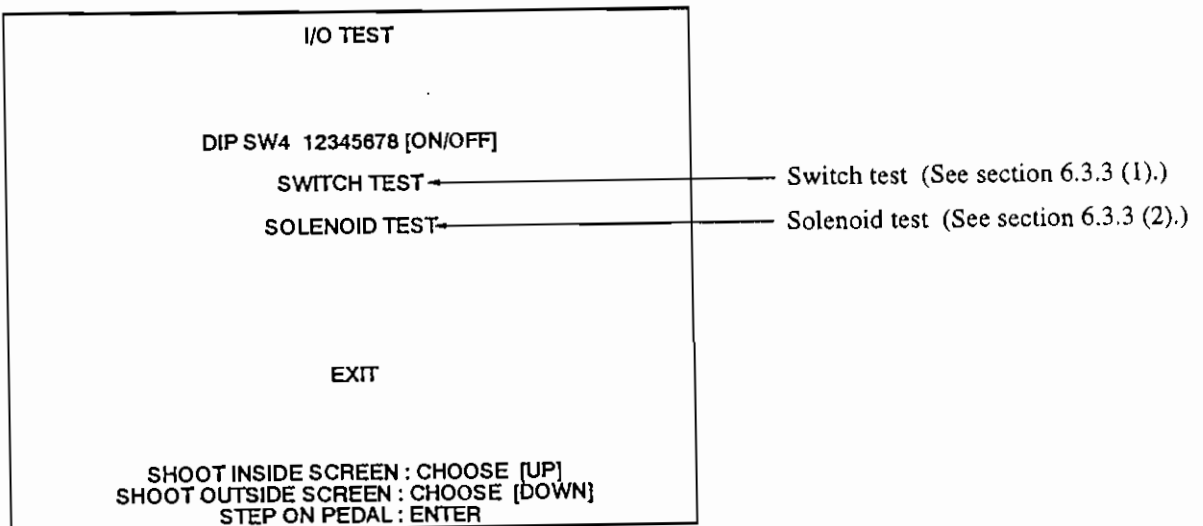 I/O TEST
DIP SW4 12345678 [ON/OFF]
SWITCH TEST
Switch test (See section 6.3.3 (1).)
SOLENOID TEST
Solenoid test (See section 6.3.3 (2).)
EXIT
SHOOT INSIDE SCREEN : CHOOSE [UP]
SHOOT OUTSIDE SCREEN : CHOOSE [DOWN]
STEP ON PEDAL : ENTER